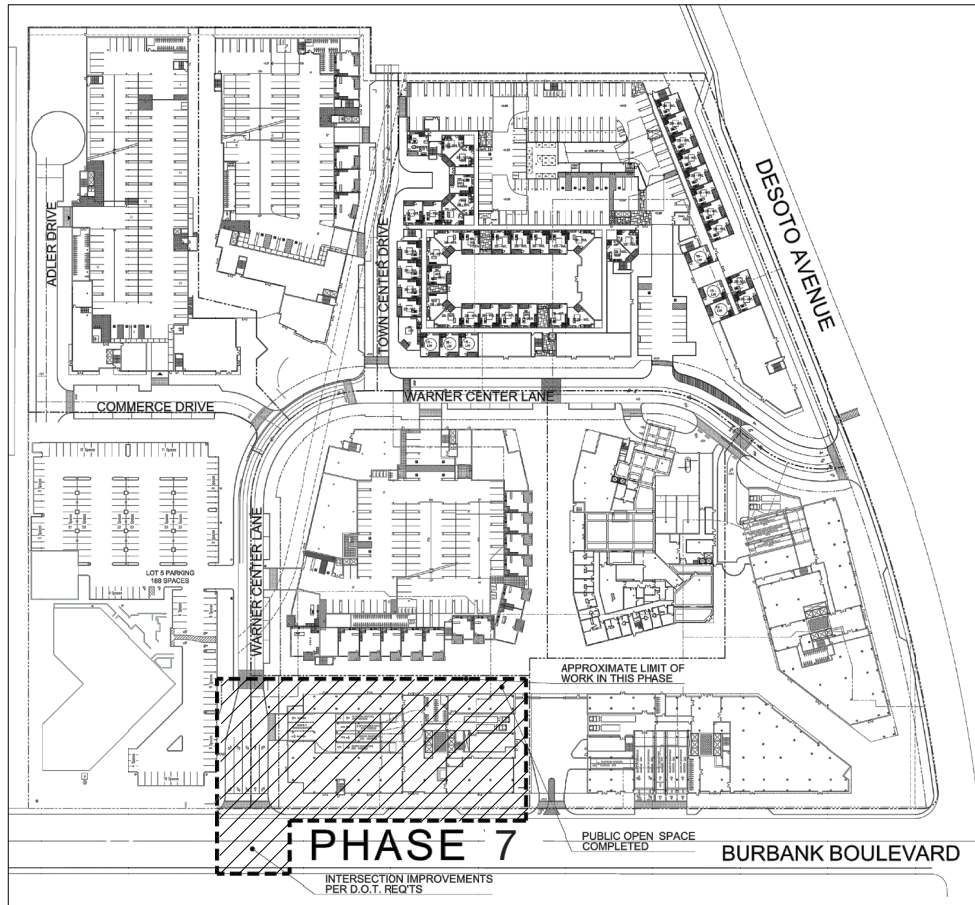 DESOTO AVENUE
ADLER DRIVE
TOWN CENTER DRIVE
COMMERCE DRIVE
WARNER CENTER LANE
WARNER CENTER LANE
LOT 5 PARKING
188 SPACES
APPROXIMATE LIMIT OF
WORK IN THIS PHASE
PHASE 7
PUBLIC OPEN SPACE
COMPLETED
BURBANK BOULEVARD
INTERSECTION IMPROVEMENTS
PER D.O.T. REQ'TS